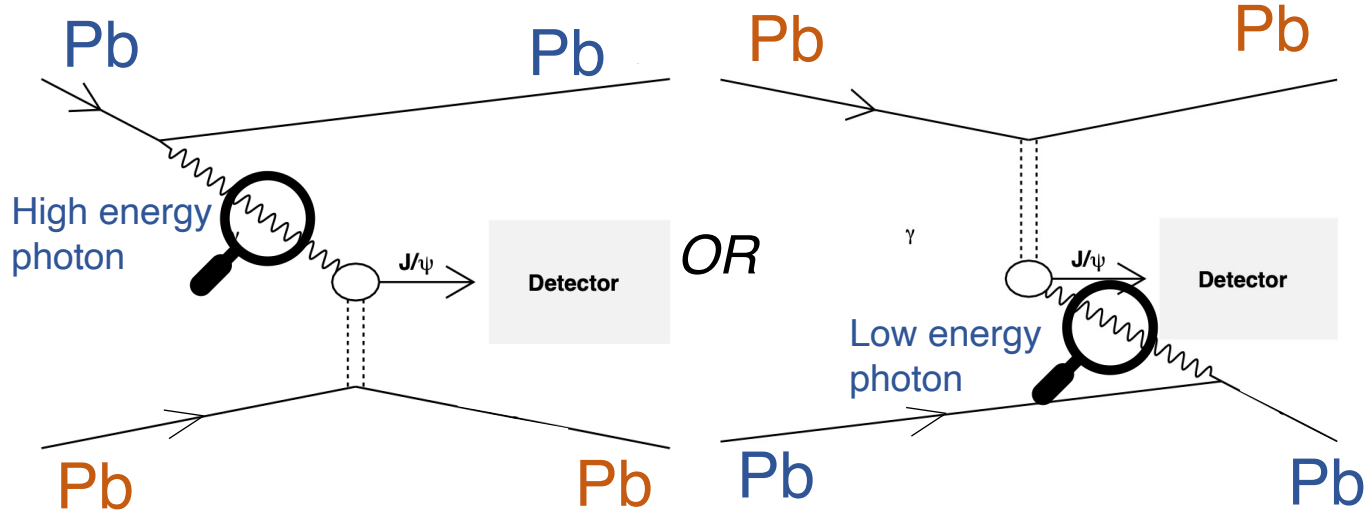 Pb
Pb
High energy
photon
J/ψ
Detector
Pb
Pb
OR
Pb
Pb
γ
J/ψ
Detector
Low energy
photon
Pb
Pb